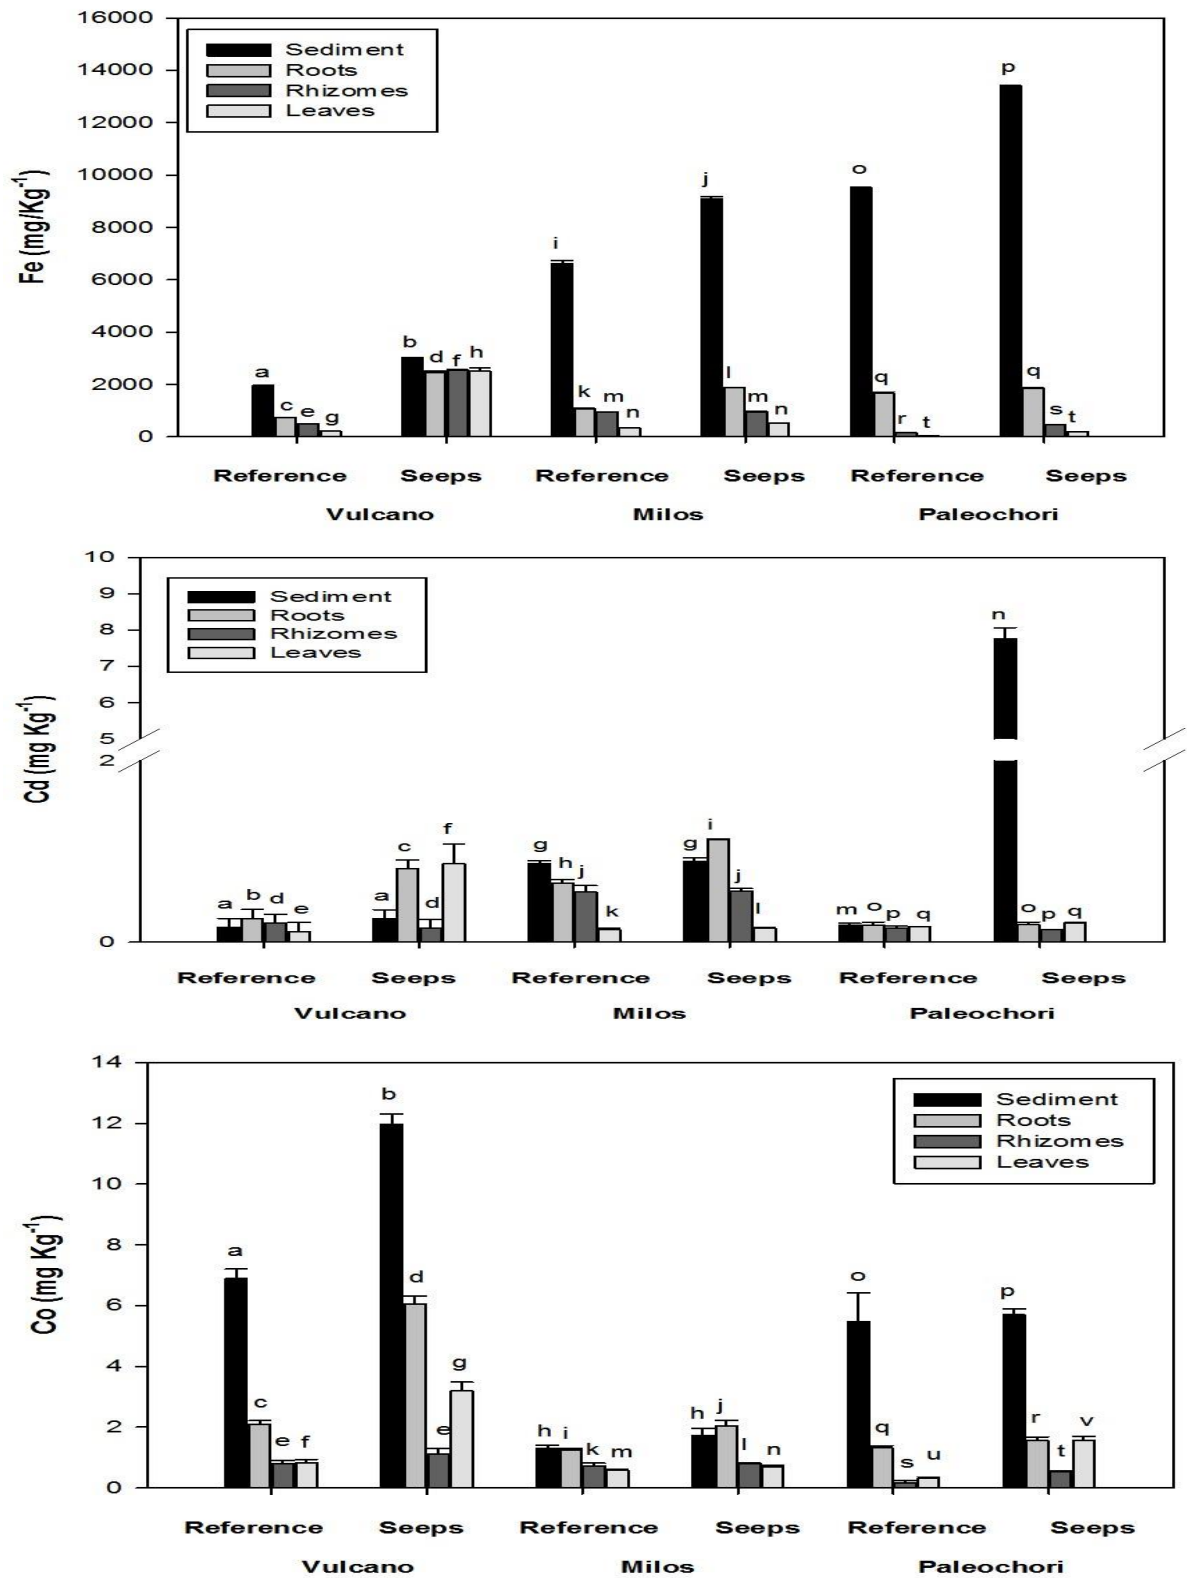 16000
14000
12000
10000
8000
6000
4000
2000
0
Fe (mg/Kg⁻¹)
Sediment
Roots
Rhizomes
Leaves
a c e g b d f h i k m n j l m n o q r t p q s t
Reference Seeps Reference Seeps Reference Seeps
Vulcano Milos Paleochori
10
9
8
7
6
5
2
0
Cd (mg Kg⁻¹)
Sediment
Roots
Rhizomes
Leaves
a b d e a c d f g h j k g i j l m o p q n o p q
Reference Seeps Reference Seeps Reference Seeps
Vulcano Milos Paleochori
14
12
10
8
6
4
2
0
Co (mg Kg⁻¹)
Sediment
Roots
Rhizomes
Leaves
a c e f b d e g h i k m h j l n o q s u p r t v
Reference Seeps Reference Seeps Reference Seeps
Vulcano Milos Paleochori